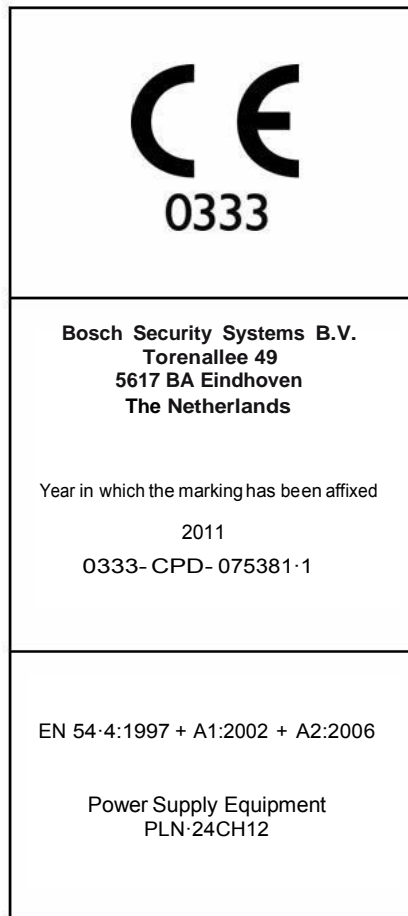 CE
0333
Bosch Security Systems B.V.
Torenallee 49
5617 BA Eindhoven
The Netherlands
Year in which the marking has been affixed
2011
0333-CPD-075381·1
EN 54·4:1997 + A1:2002 + A2:2006
Power Supply Equipment
PLN·24CH12